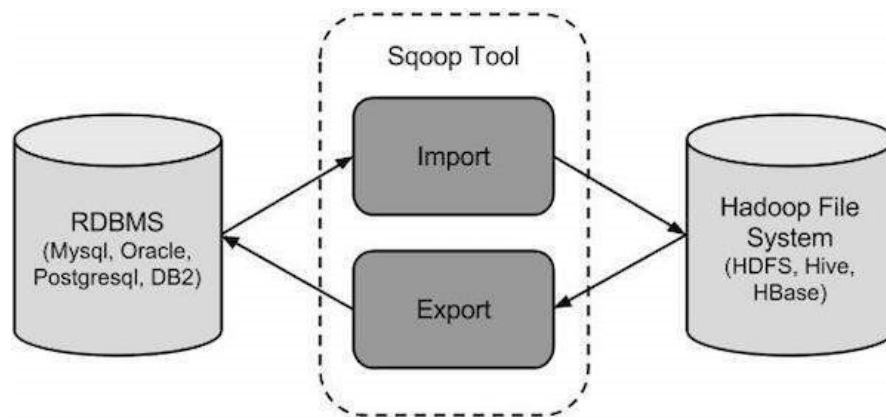 Sqoop Tool
Import
RDBMS
(Mysql, Oracle,
Postgresql, DB2)
Hadoop File
System
(HDFS, Hive,
HBase)
Export